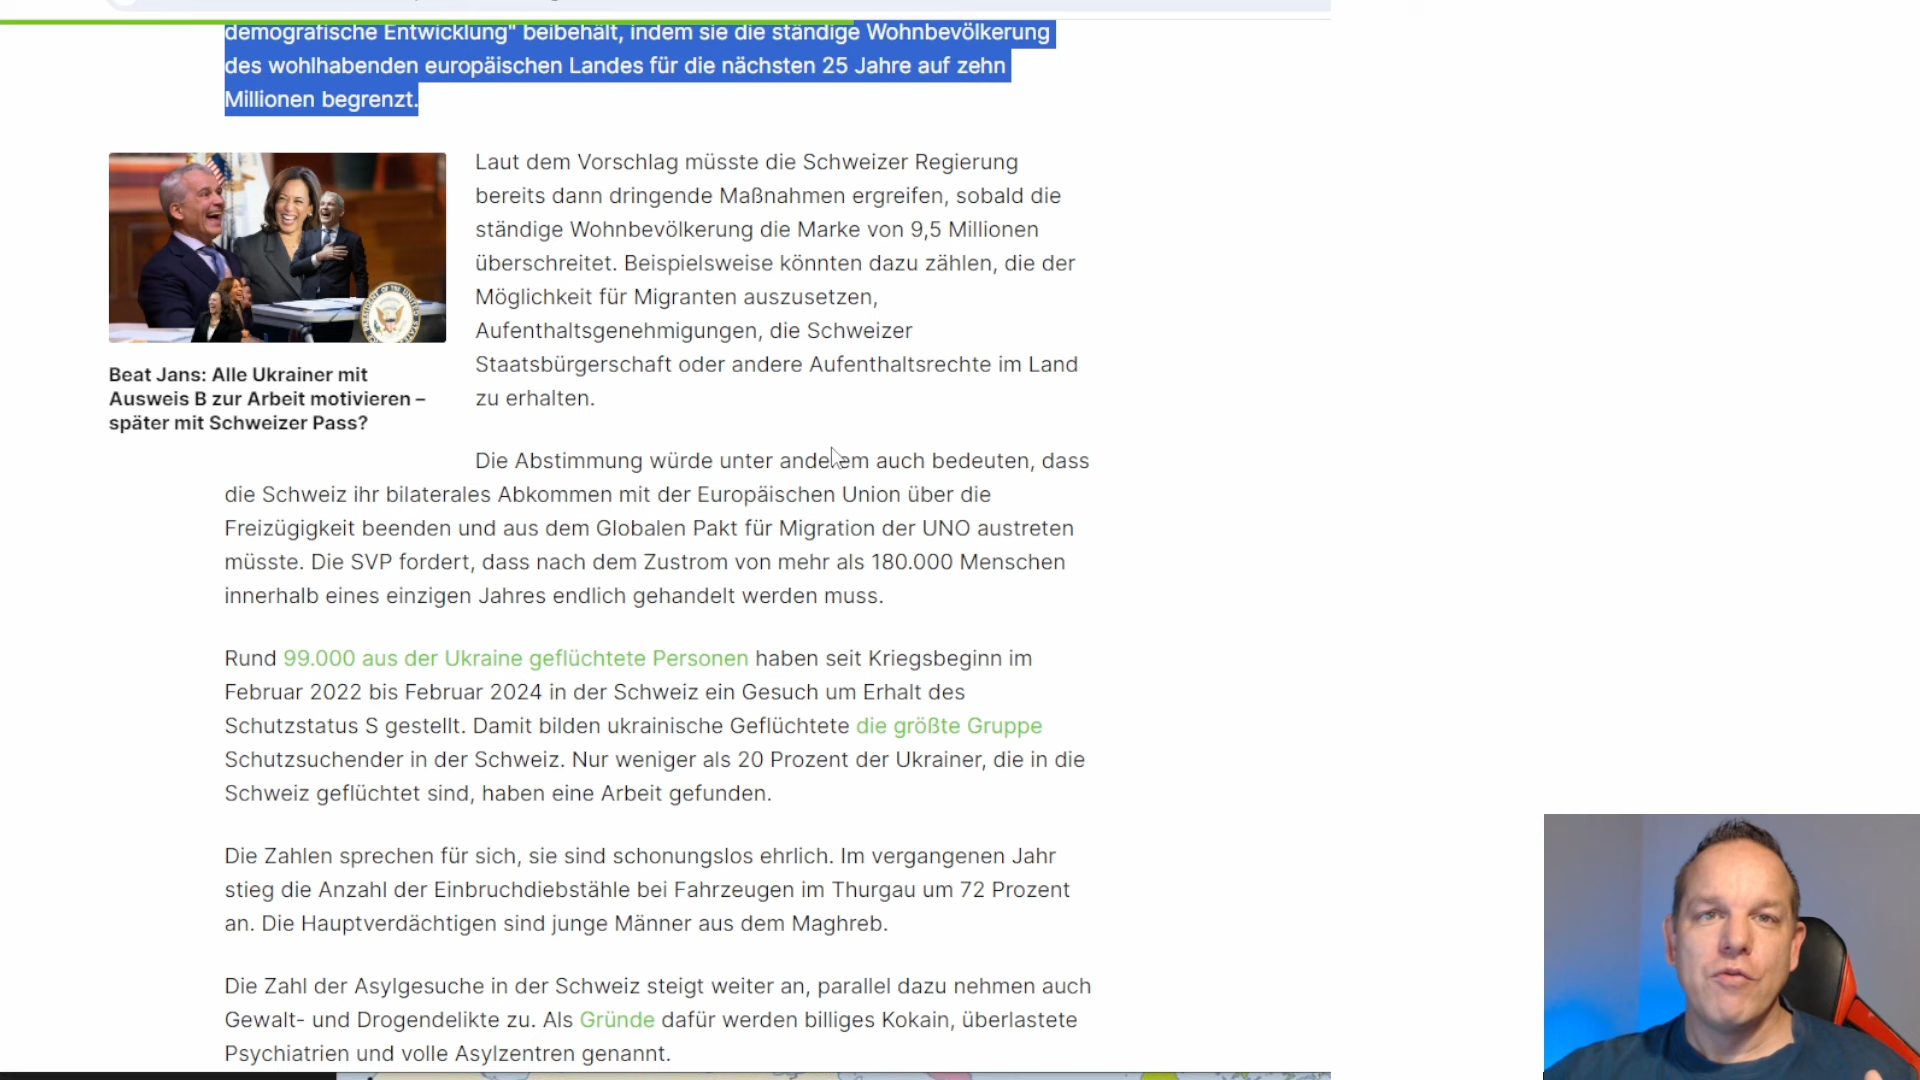 demografische Entwicklung" beibehält, indem sie die ständige Wohnbevölkerung
des wohlhabenden europäischen Landes für die nächsten 25 Jahre auf zehn
Millionen begrenzt.
Laut dem Vorschlag müsste die Schweizer Regierung
bereits dann dringende Maßnahmen ergreifen, sobald die
ständige Wohnbevölkerung die Marke von 9,5 Millionen
überschreitet. Beispielsweise könnten dazu zählen, die der
Möglichkeit für Migranten auszusetzen,
Aufenthaltsgenehmigungen, die Schweizer
Staatsbürgerschaft oder andere Aufenthaltsrechte im Land
zu erhalten.
Beat Jans: Alle Ukrainer mit
Ausweis B zur Arbeit motivieren –
später mit Schweizer Pass?
Die Abstimmung würde unter anderem auch bedeuten, dass
die Schweiz ihr bilaterales Abkommen mit der Europäischen Union über die
Freizügigkeit beenden und aus dem Globalen Pakt für Migration der UNO austreten
müsste. Die SVP fordert, dass nach dem Zustrom von mehr als 180.000 Menschen
innerhalb eines einzigen Jahres endlich gehandelt werden muss.
Rund 99.000 aus der Ukraine geflüchtete Personen haben seit Kriegsbeginn im
Februar 2022 bis Februar 2024 in der Schweiz ein Gesuch um Erhalt des
Schutzstatus S gestellt. Damit bilden ukrainische Geflüchtete die größte Gruppe
Schutzsuchender in der Schweiz. Nur weniger als 20 Prozent der Ukrainer, die in die
Schweiz geflüchtet sind, haben eine Arbeit gefunden.
Die Zahlen sprechen für sich, sie sind schonungslos ehrlich. Im vergangenen Jahr
stieg die Anzahl der Einbruchdiebstähle bei Fahrzeugen im Thurgau um 72 Prozent
an. Die Hauptverdächtigen sind junge Männer aus dem Maghreb.
Die Zahl der Asylgesuche in der Schweiz steigt weiter an, parallel dazu nehmen auch
Gewalt- und Drogendelikte zu. Als Gründe dafür werden billiges Kokain, überlastete
Psychiatrien und volle Asylzentren genannt.